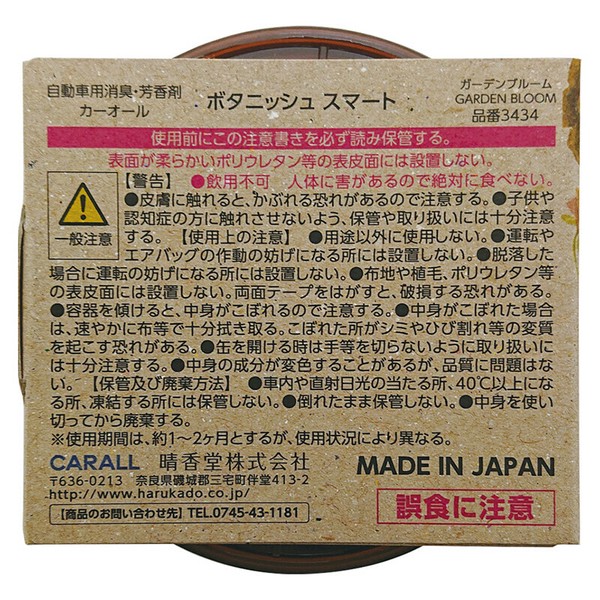 自動車用消臭・芳香剤
カーオール
ボタニッシュ スマート
ガーデンブルーム
GARDEN BLOOM
品番3434
使用前にこの注意書きを必ず読み保管する。
表面が柔らかいポリウレタン等の表皮面には設置しない。
一般注意
【警告】 ●飲用不可 人体に害があるので絶対に食べない。
●皮膚に触れると、かぶれる恐れがあるので注意する。●子供や
認知症の方に触れさせないよう、保管や取り扱いには十分注意
する。【使用上の注意】 ●用途以外に使用しない。●運転や
エアバッグの作動の妨げになる所には設置しない。●脱落した
場合に運転の妨げになる所には設置しない。●布地や植毛、ポリウレタン等
の表皮面には設置しない。両面テープをはがすと、破損する恐れがある。
●容器を傾けると、中身がこぼれるので注意する。●中身がこぼれた場合
は、速やかに布等で十分拭き取る。こぼれた所がシミやひび割れ等の変質
を起こす恐れがある。●缶を開ける時は手等を切らないように取り扱いに
は十分注意する。●中身の成分が変色することがあるが、品質に問題はな
い。【保管及び廃棄方法】 ●車内や直射日光の当たる所、40℃以上にな
る所、凍結する所には保管しない。●倒れたまま保管しない。●中身を使い
切ってから廃棄する。
※使用期間は、約1〜2ヶ月とするが、使用状況により異なる。
CARALL 晴香堂株式会社
〒636-0213 奈良県磯城郡三宅町伴堂413-2
http://www.harukado.co.jp/
【商品のお問い合わせ先】 TEL.0745-43-1181
MADE IN JAPAN
誤食に注意